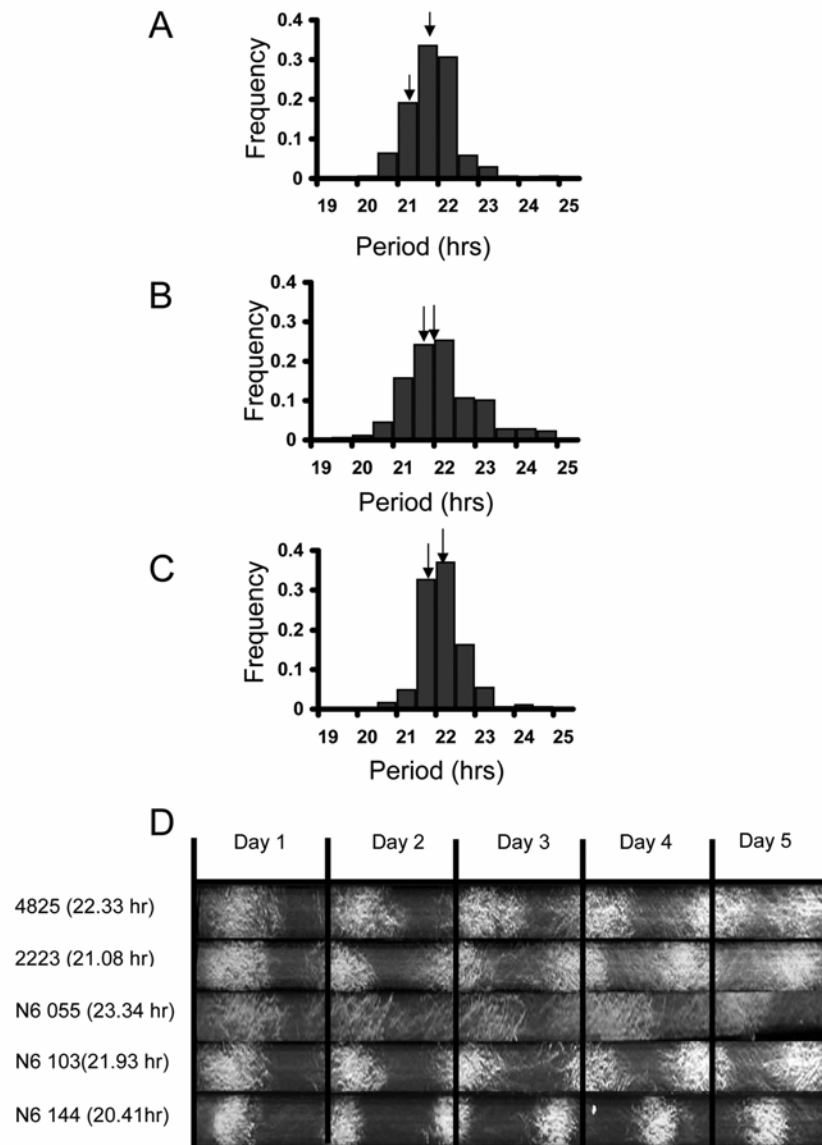 A
Frequency
0.4
0.3
0.2
0.1
0
19 20 21 22 23 24 25
Period (hrs)
B
Frequency
0.4
0.3
0.2
0.1
0
19 20 21 22 23 24 25
Period (hrs)
C
Frequency
0.4
0.3
0.2
0.1
0
19 20 21 22 23 24 25
Period (hrs)
D
Day 1 Day 2 Day 3 Day 4 Day 5
4825 (22.33 hr)
2223 (21.08 hr)
N6 055 (23.34 hr)
N6 103(21.93 hr)
N6 144 (20.41hr)